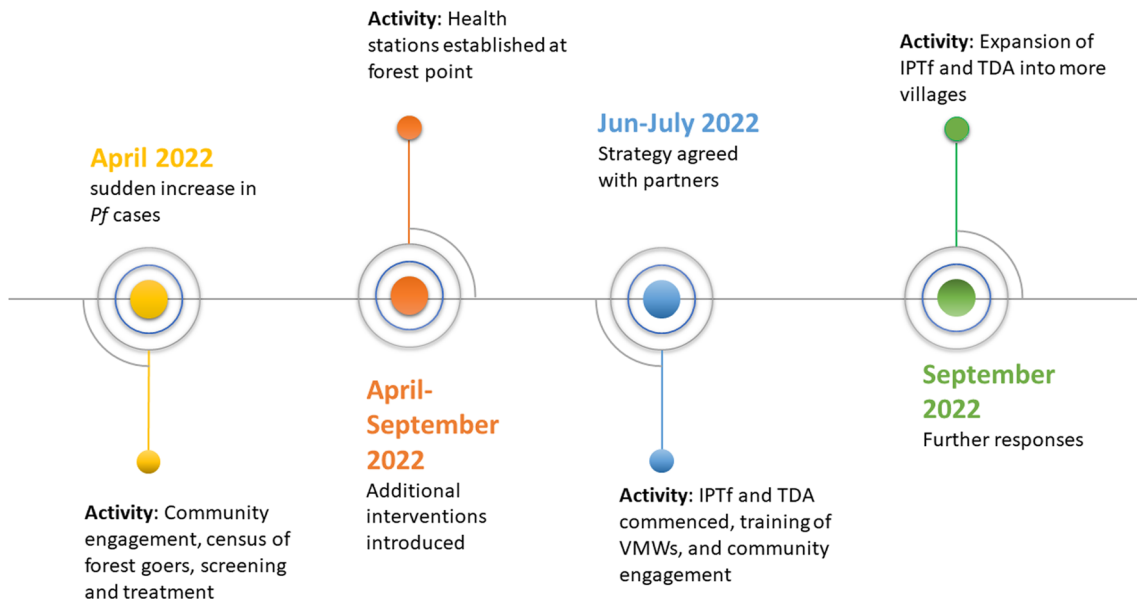 April 2022
sudden increase in
Pf cases
Activity: Community
engagement, census of
forest goers, screening
and treatment
Activity: Health
stations established at
forest point
April-
September
2022
Additional
interventions
introduced
Jun-July 2022
Strategy agreed
with partners
Activity: IPTf and TDA
commenced, training of
VMWs, and community
engagement
Activity: Expansion of
IPTf and TDA into more
villages
September
2022
Further responses